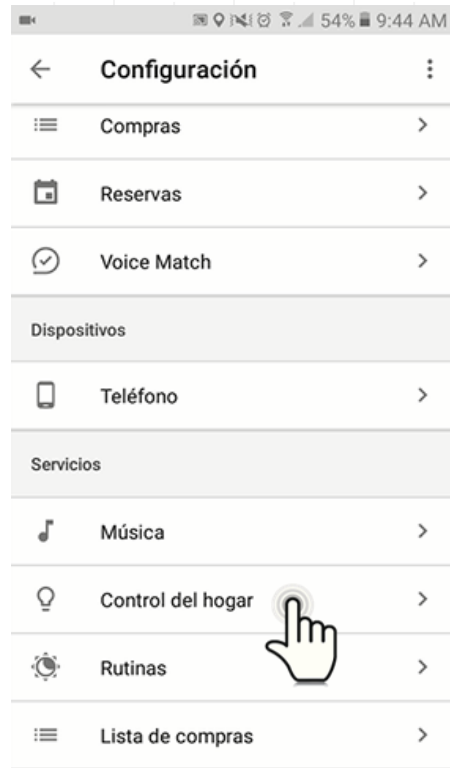 54% 9:44 AM
Configuración
Compras
Reservas
Voice Match
Dispositivos
Teléfono
Servicios
Música
Control del hogar
Rutinas
Lista de compras